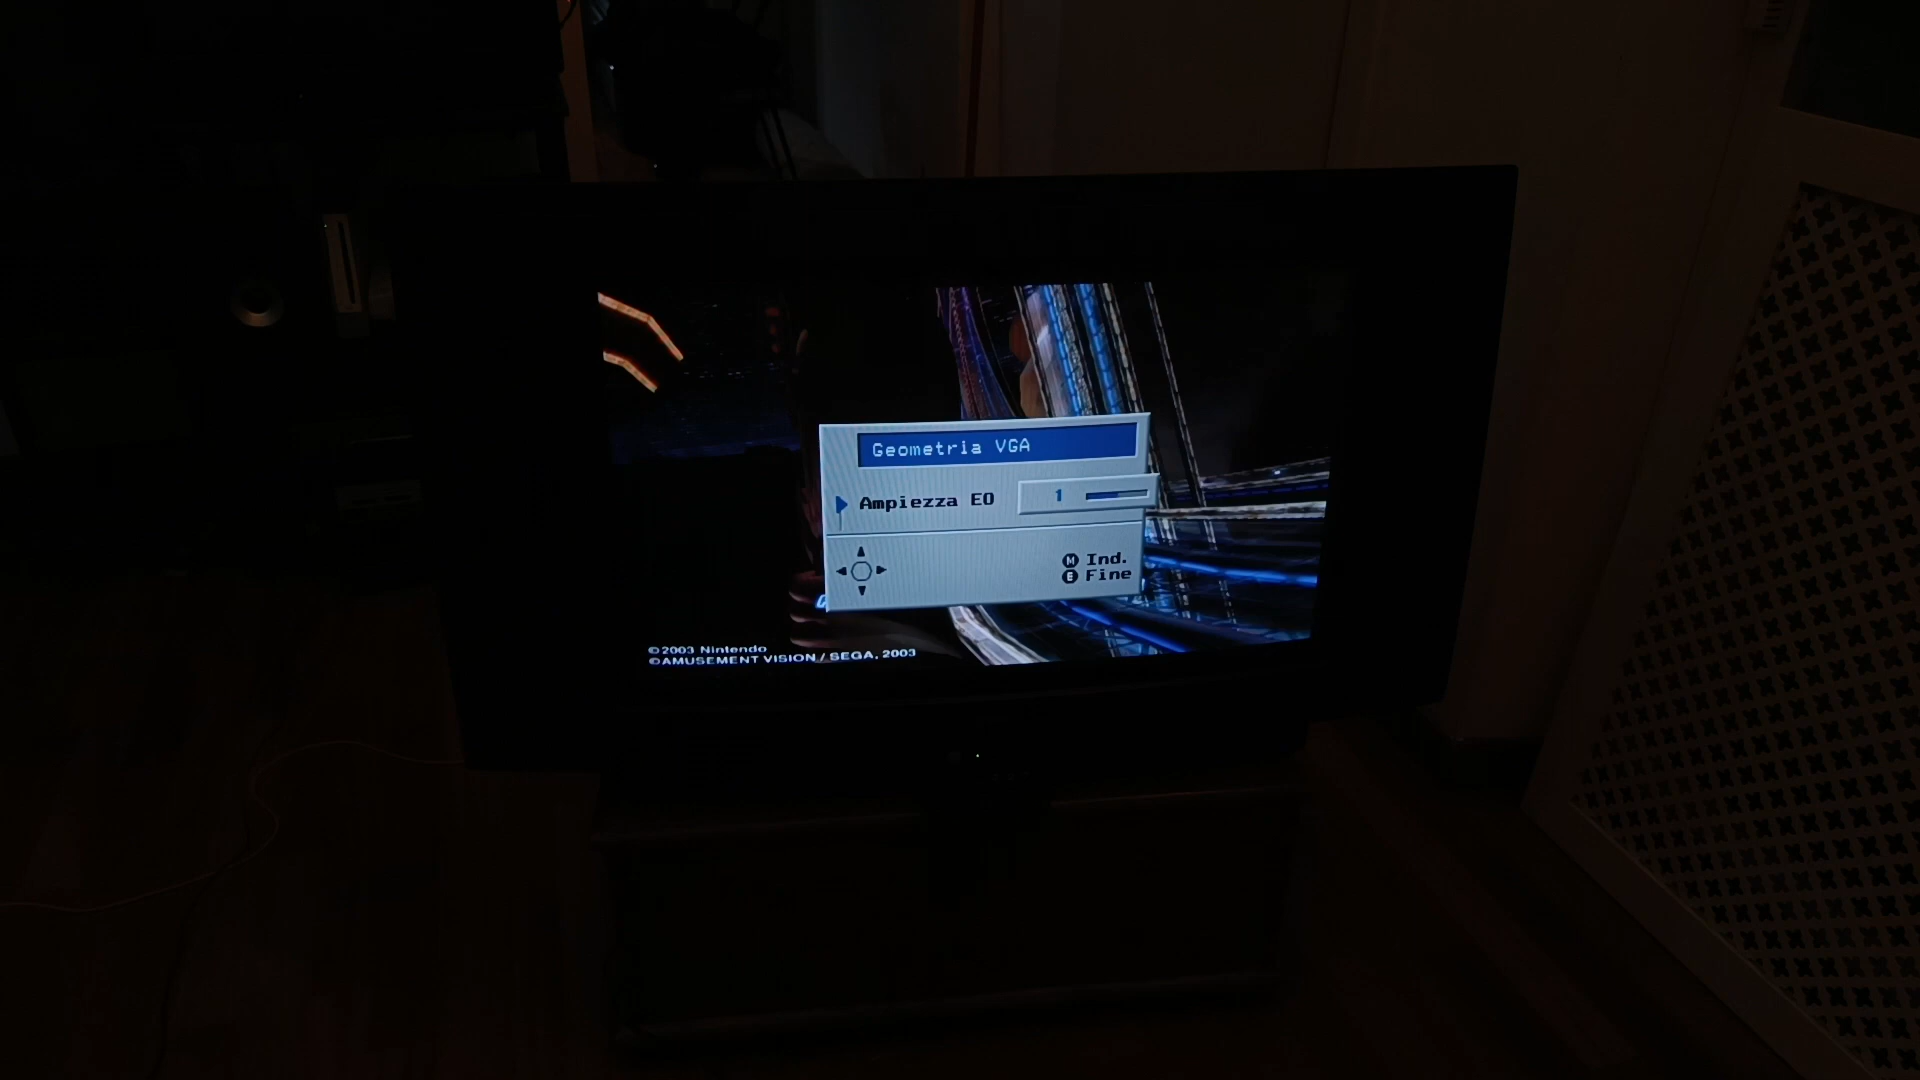 Geometria VGA
Ampiezza EO 1
M Ind.
E Fine
©2003 Nintendo
©AMUSEMENT VISION / SEGA, 2003